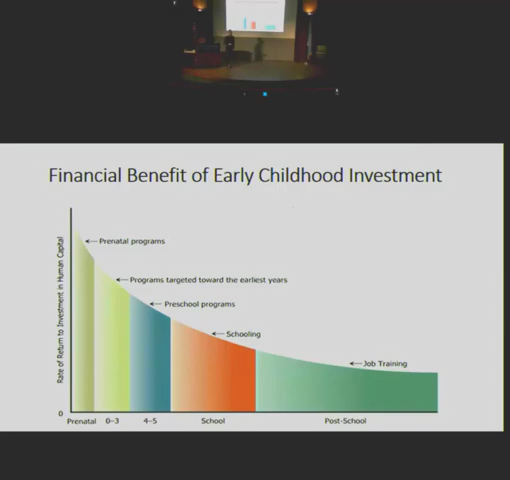 Financial Benefit of Early Childhood Investment
Rate of Return to Investment in Human Capital
Prenatal programs
Programs targeted toward the earliest years
Preschool programs
Schooling
Job Training
0
Prenatal
0–3
4–5
School
Post-School